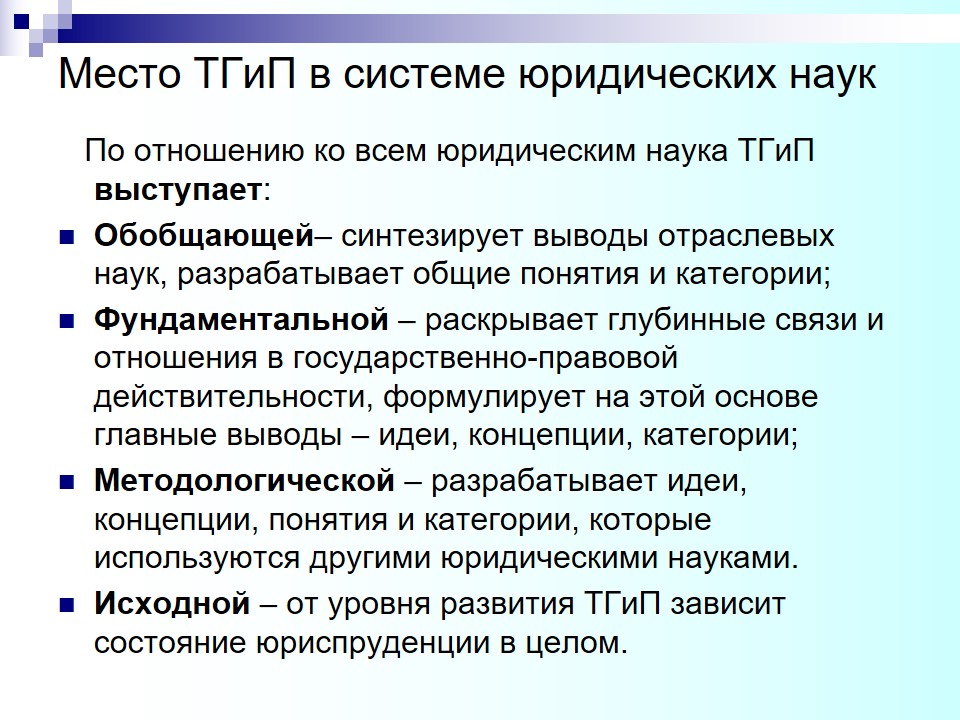 Место ТГиП в системе юридических наук
По отношению ко всем юридическим наука ТГиП
выступает:
Обобщающей– синтезирует выводы отраслевых
наук, разрабатывает общие понятия и категории;
Фундаментальной – раскрывает глубинные связи и
отношения в государственно-правовой
действительности, формулирует на этой основе
главные выводы – идеи, концепции, категории;
Методологической – разрабатывает идеи,
концепции, понятия и категории, которые
используются другими юридическими науками.
Исходной – от уровня развития ТГиП зависит
состояние юриспруденции в целом.